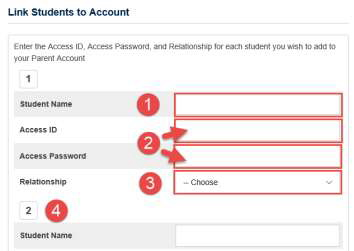 Link Students to Account
Enter the Access ID, Access Password, and Relationship for each student you wish to add to
your Parent Account
1
Student Name 1
Access ID
2
Access Password
Relationship 3 -- Choose
2 4
Student Name